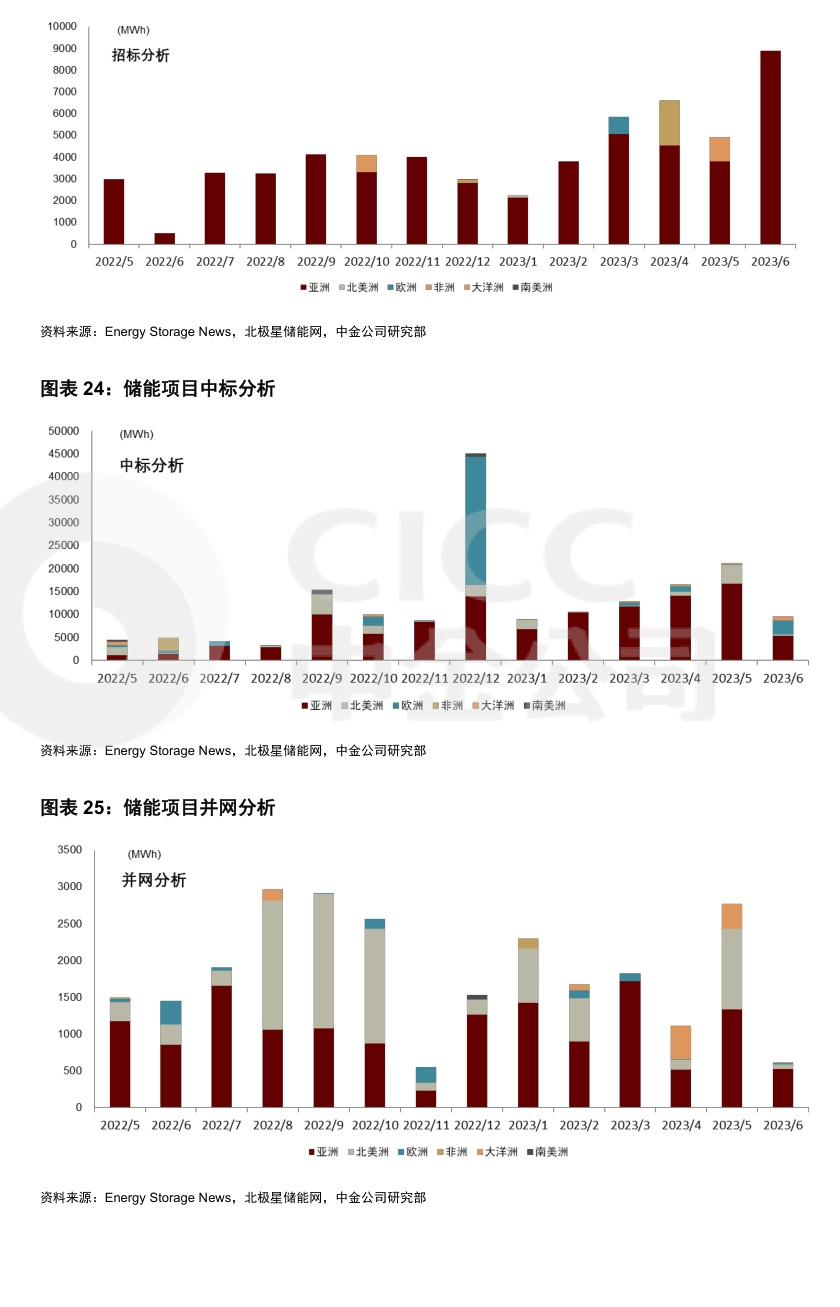 (MWh)
招标分析
10000
9000
8000
7000
6000
5000
4000
3000
2000
1000
0
2022/5 2022/6 2022/7 2022/8 2022/9 2022/10 2022/11 2022/12 2023/1 2023/2 2023/3 2023/4 2023/5 2023/6
亚洲 北美洲 欧洲 非洲 大洋洲 南美洲
资料来源：Energy Storage News，北极星储能网，中金公司研究部
图表 24：储能项目中标分析
(MWh)
中标分析
50000
45000
40000
35000
30000
25000
20000
15000
10000
5000
0
2022/5 2022/6 2022/7 2022/8 2022/9 2022/10 2022/11 2022/12 2023/1 2023/2 2023/3 2023/4 2023/5 2023/6
亚洲 北美洲 欧洲 非洲 大洋洲 南美洲
CICC
中金公司
资料来源：Energy Storage News，北极星储能网，中金公司研究部
图表 25：储能项目并网分析
(MWh)
并网分析
3500
3000
2500
2000
1500
1000
500
0
2022/5 2022/6 2022/7 2022/8 2022/9 2022/10 2022/11 2022/12 2023/1 2023/2 2023/3 2023/4 2023/5 2023/6
亚洲 北美洲 欧洲 非洲 大洋洲 南美洲
资料来源：Energy Storage News，北极星储能网，中金公司研究部